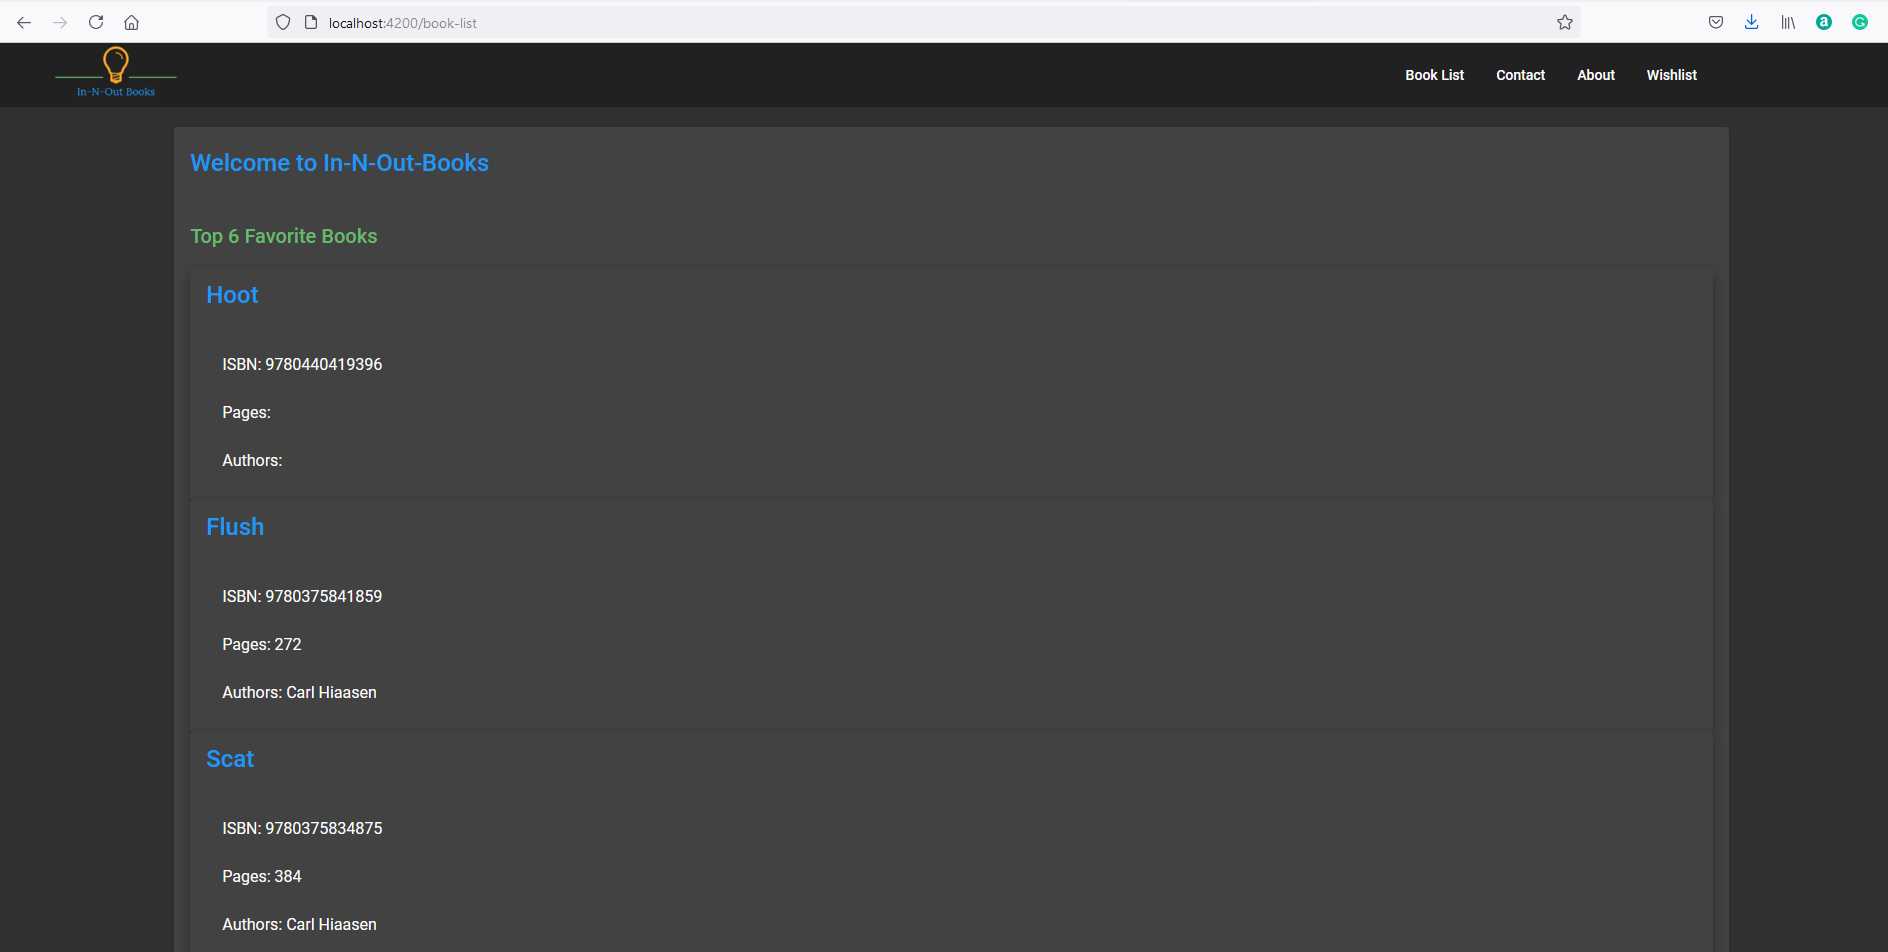 localhost:4200/book-list
In-N-Out Books
Book List Contact About Wishlist
Welcome to In-N-Out-Books
Top 6 Favorite Books
Hoot
ISBN: 9780440419396
Pages:
Authors:
Flush
ISBN: 9780375841859
Pages: 272
Authors: Carl Hiaasen
Scat
ISBN: 9780375834875
Pages: 384
Authors: Carl Hiaasen